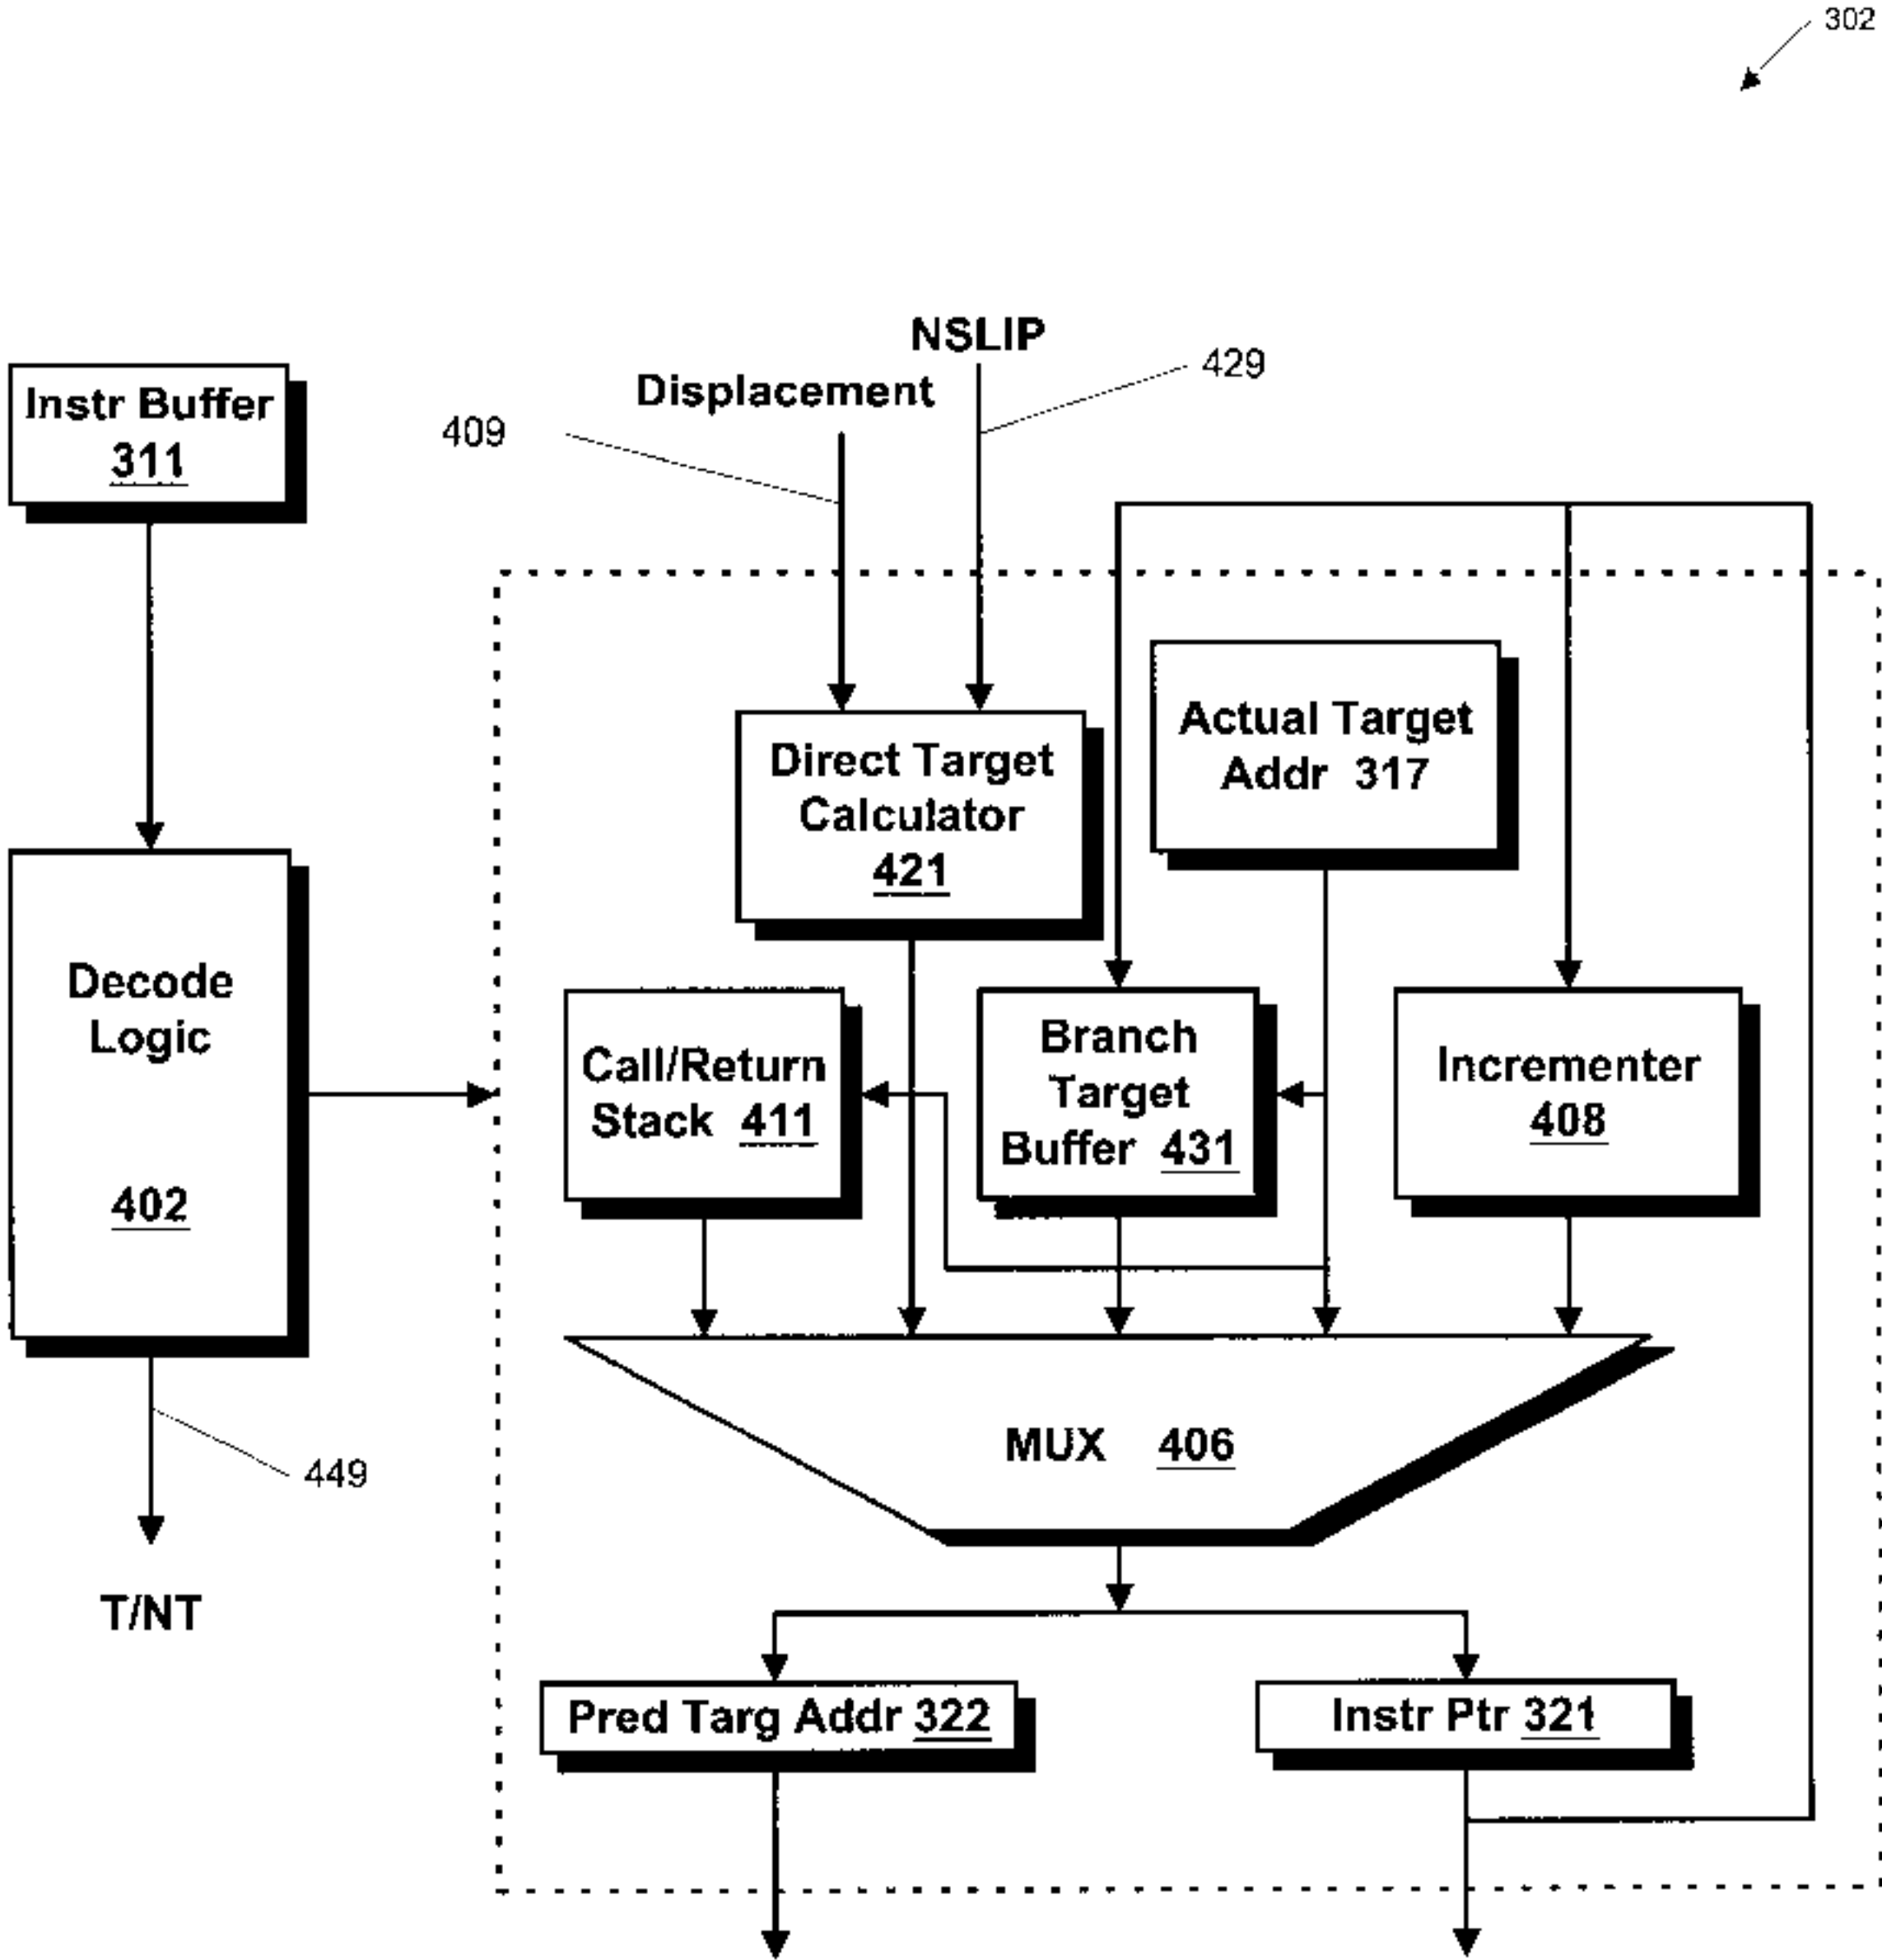 302
NSLIP
Displacement
429
409
Instr Buffer
311
Direct Target
Calculator
421
Actual Target
Addr 317
Decode
Logic
402
Call/Return
Stack 411
Branch
Target
Buffer 431
Incrementer
408
MUX 406
449
T/NT
Pred Targ Addr 322
Instr Ptr 321